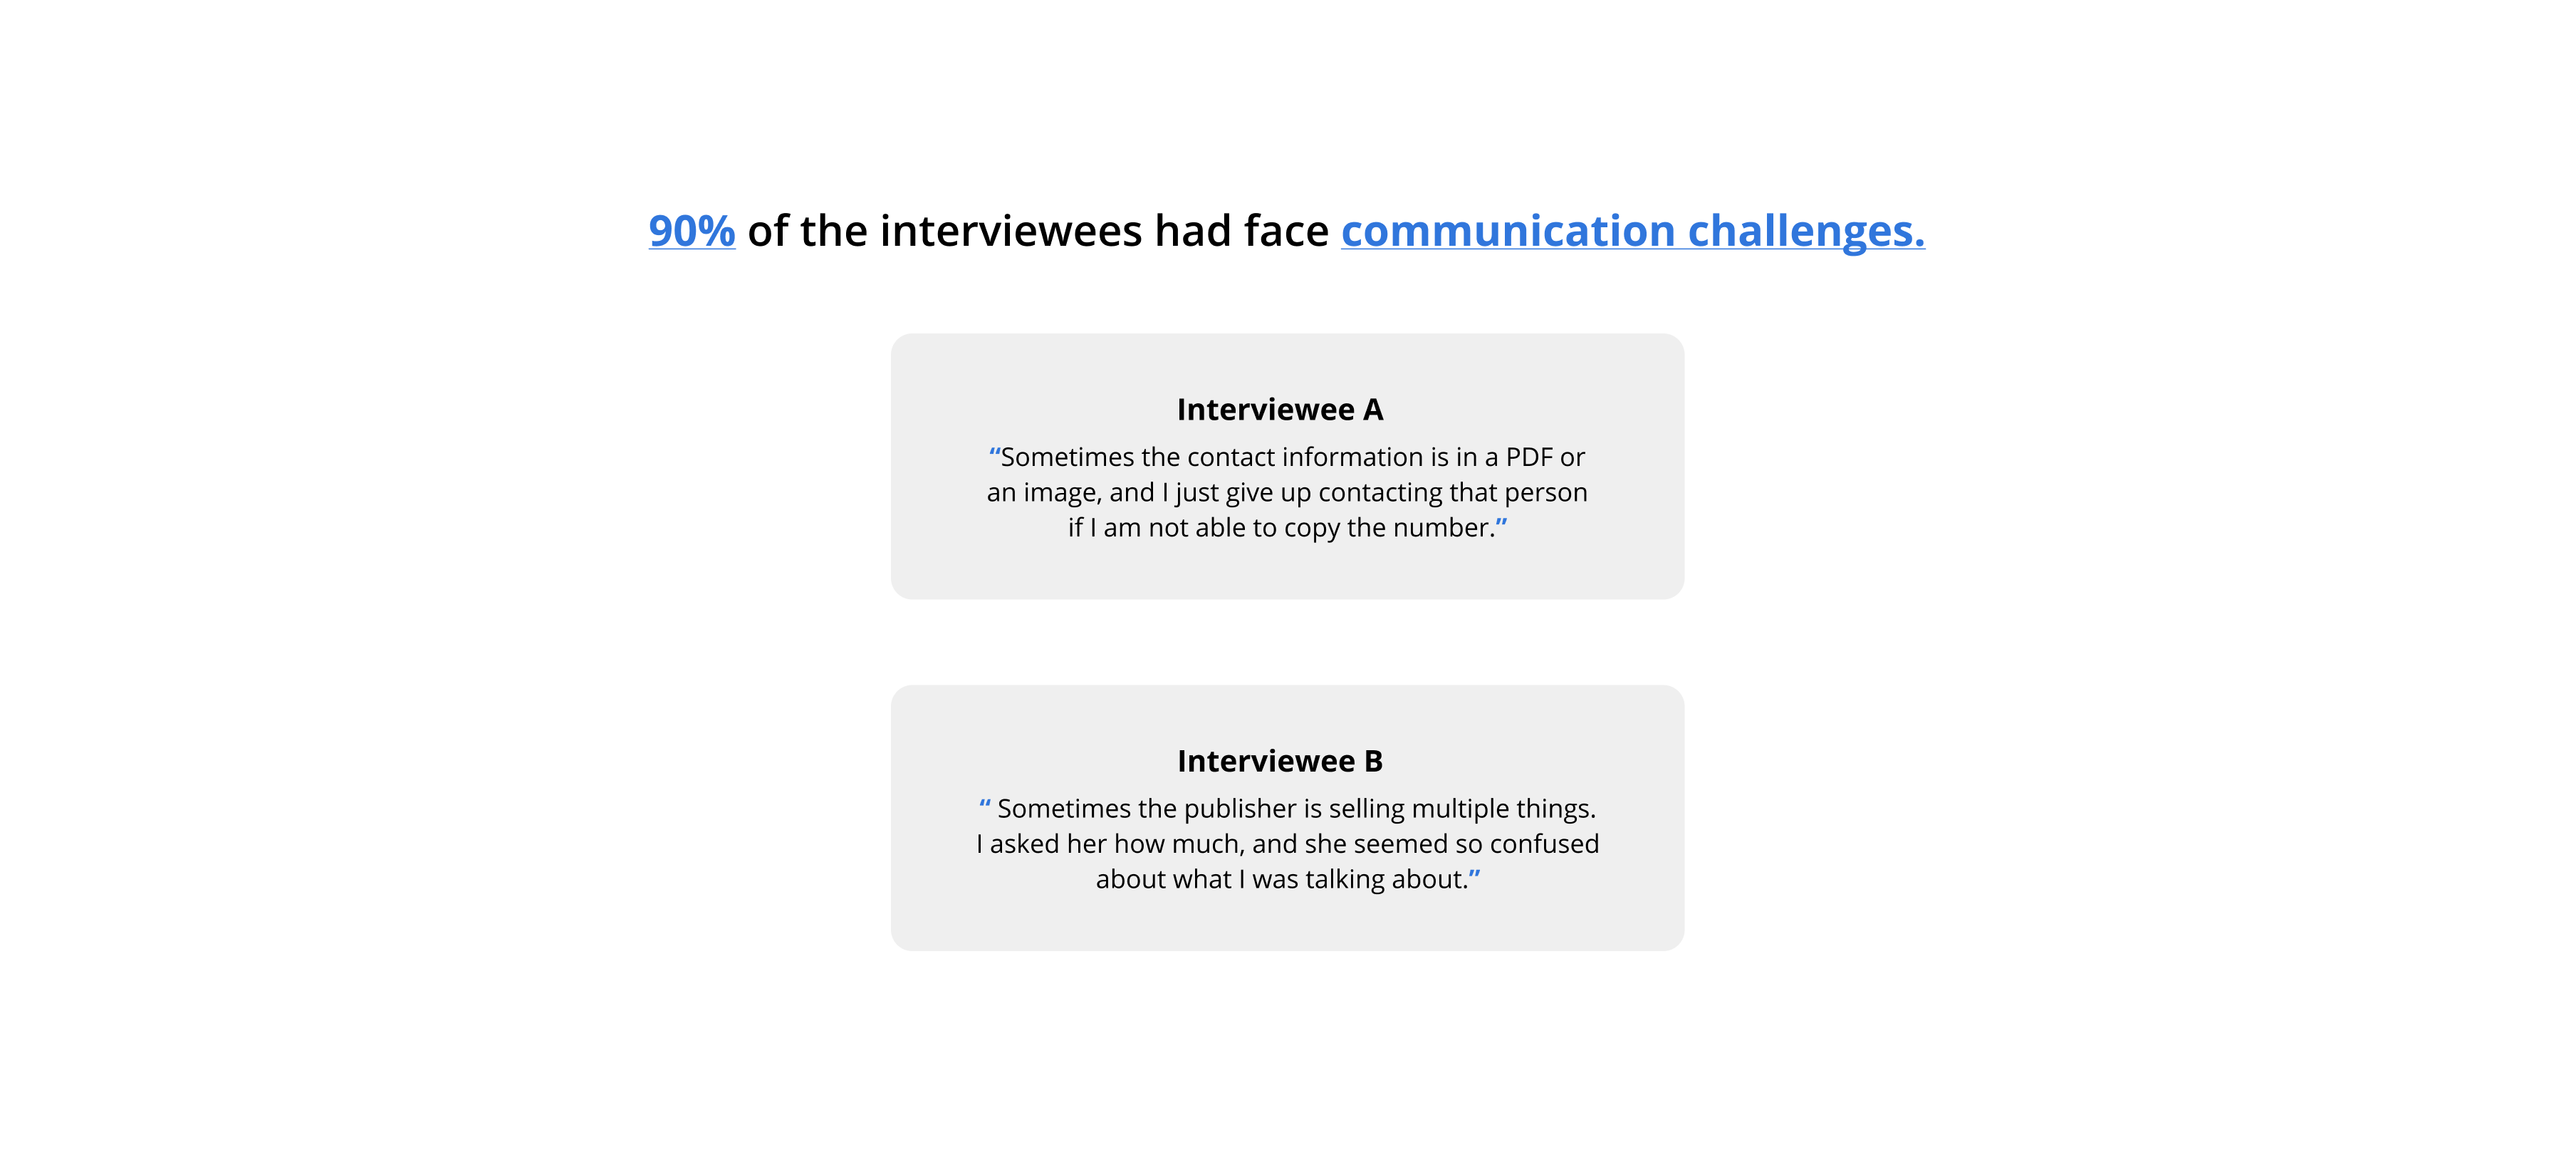 90% of the interviewees had face communication challenges.
Interviewee A
“Sometimes the contact information is in a PDF or
an image, and I just give up contacting that person
if I am not able to copy the number.”
Interviewee B
“ Sometimes the publisher is selling multiple things.
I asked her how much, and she seemed so confused
about what I was talking about.”